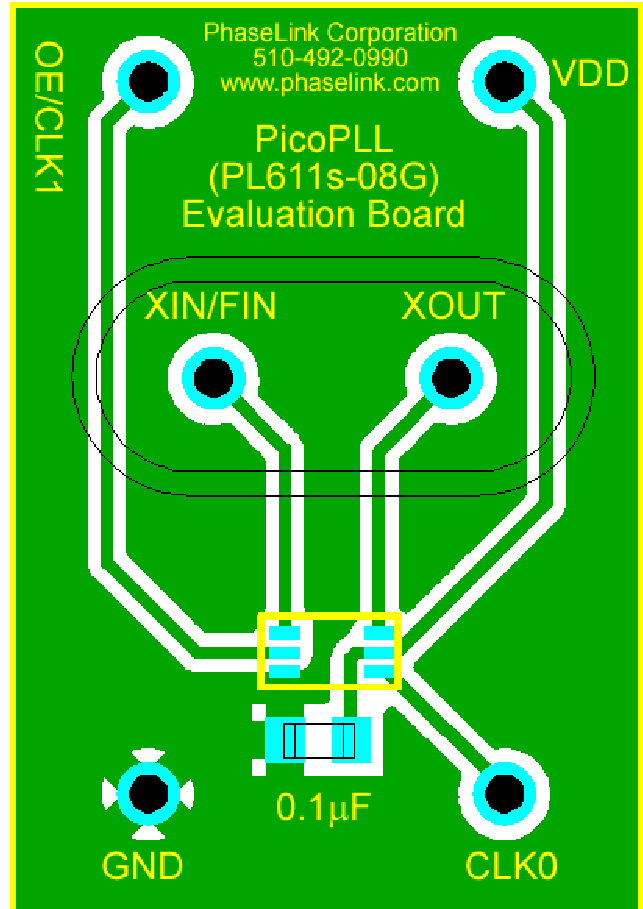 PhaseLink Corporation
510-492-0990
www.phaselink.com
OE/CLK1
VDD
PicoPLL
(PL611s-08G)
Evaluation Board
XIN/FIN
XOUT
0.1μF
GND
CLK0